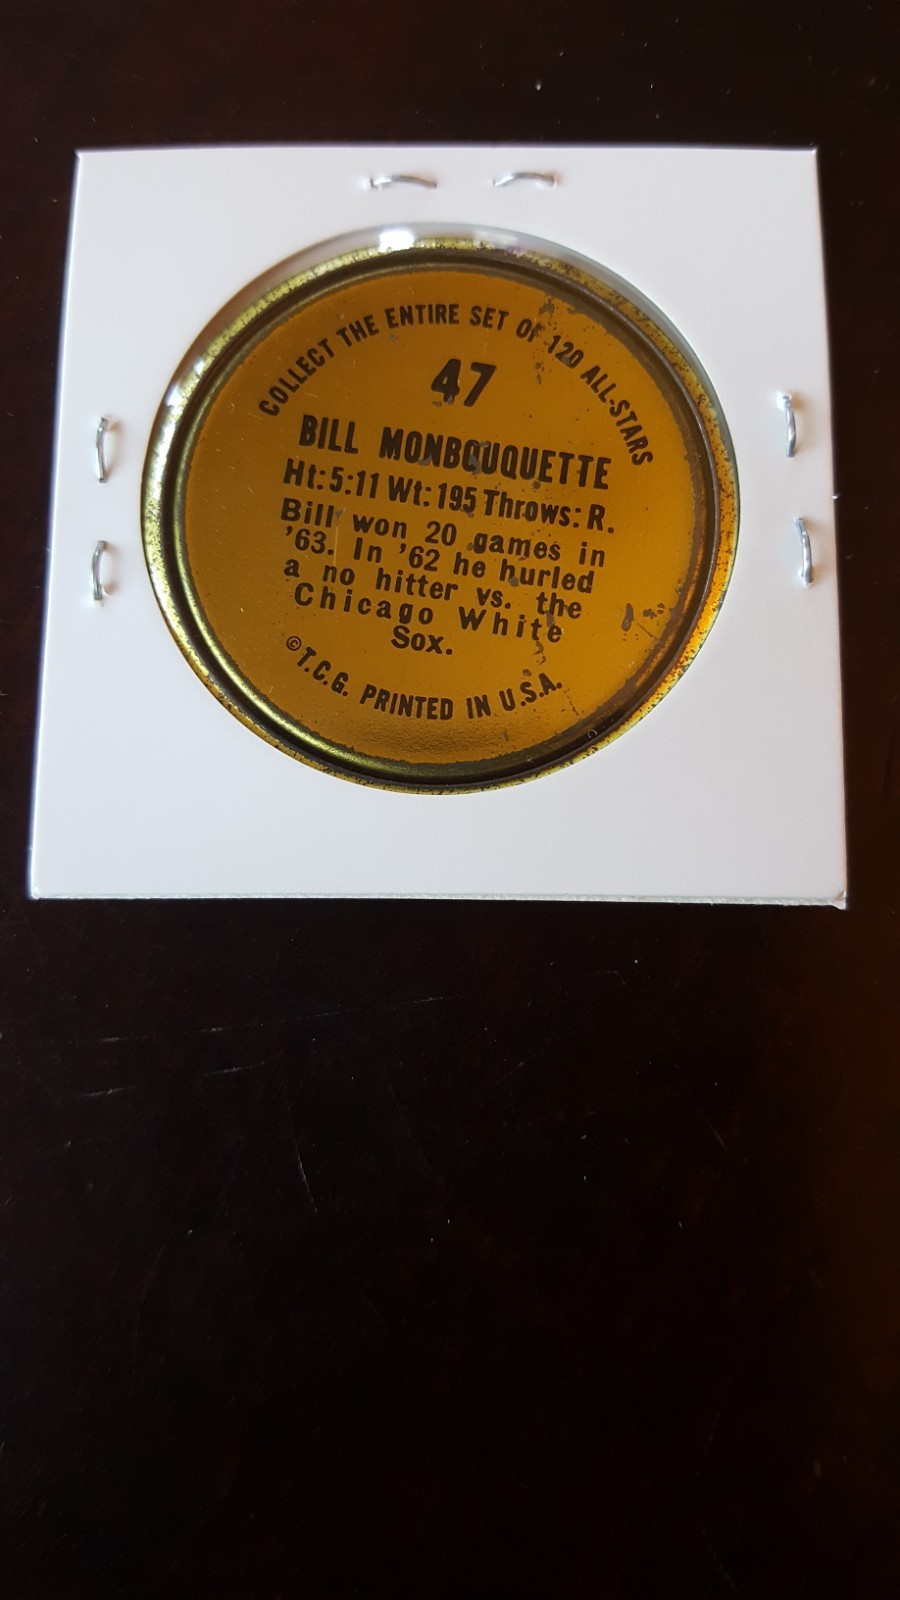 COLLECT THE ENTIRE SET OF 120 ALL-STARS
47
BILL MONBOUQUETTE
Ht: 5:11 Wt: 195 Throws: R.
Bill won 20 games in
'63. In '62 he hurled
a no hitter vs. the
Chicago White
Sox.
© T.C.G. PRINTED IN U.S.A.